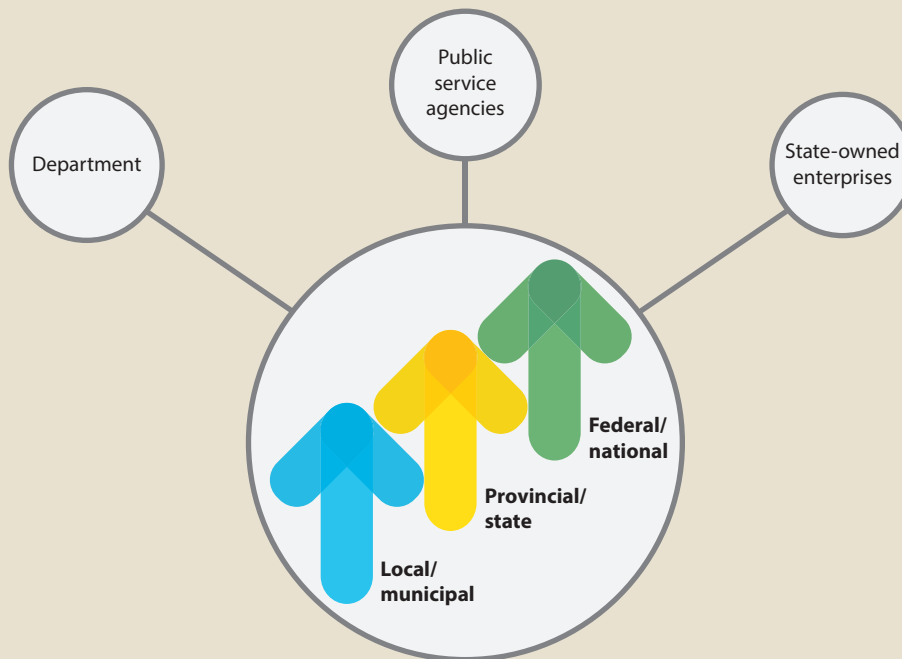 Public
service
agencies
Department
State-owned
enterprises
Federal/
national
Provincial/
state
Local/
municipal